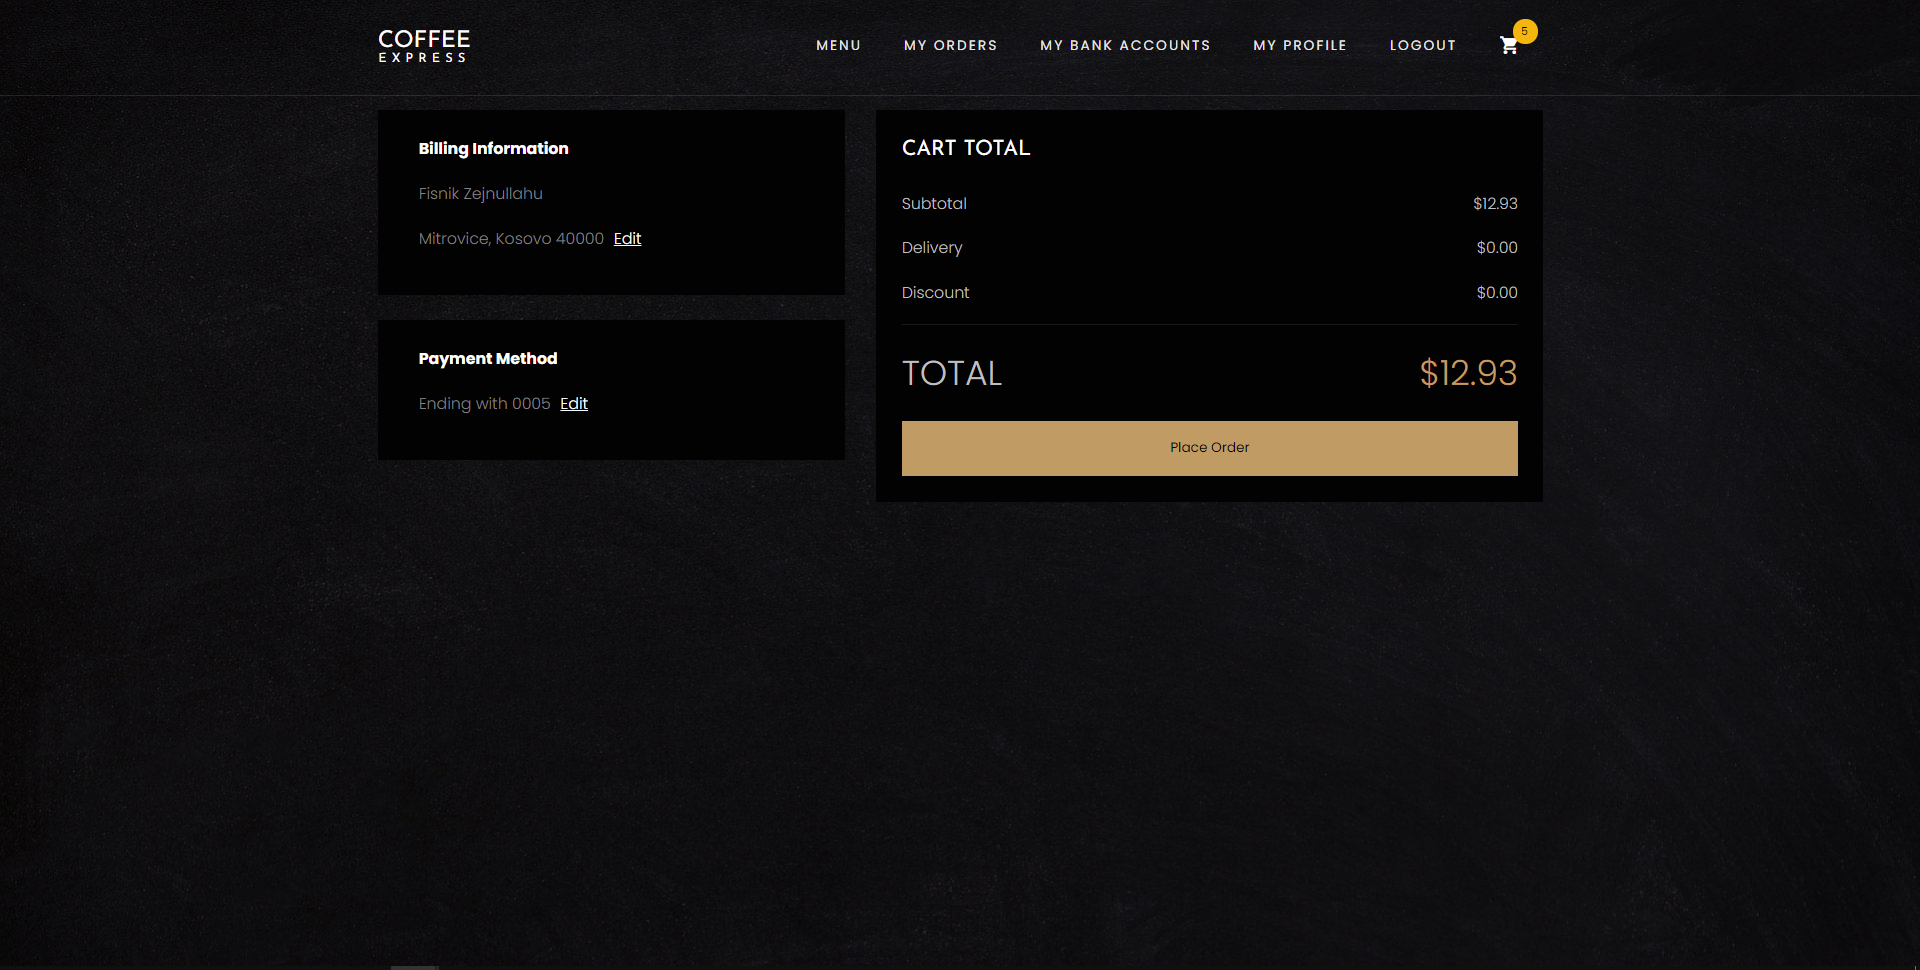 COFFEE
EXPRESS
MENU
MY ORDERS
MY BANK ACCOUNTS
MY PROFILE
LOGOUT
5
Billing Information
Fisnik Zejnullahu
Mitrovice, Kosovo 40000 Edit
Payment Method
Ending with 0005 Edit
CART TOTAL
Subtotal $12.93
Delivery $0.00
Discount $0.00
TOTAL $12.93
Place Order